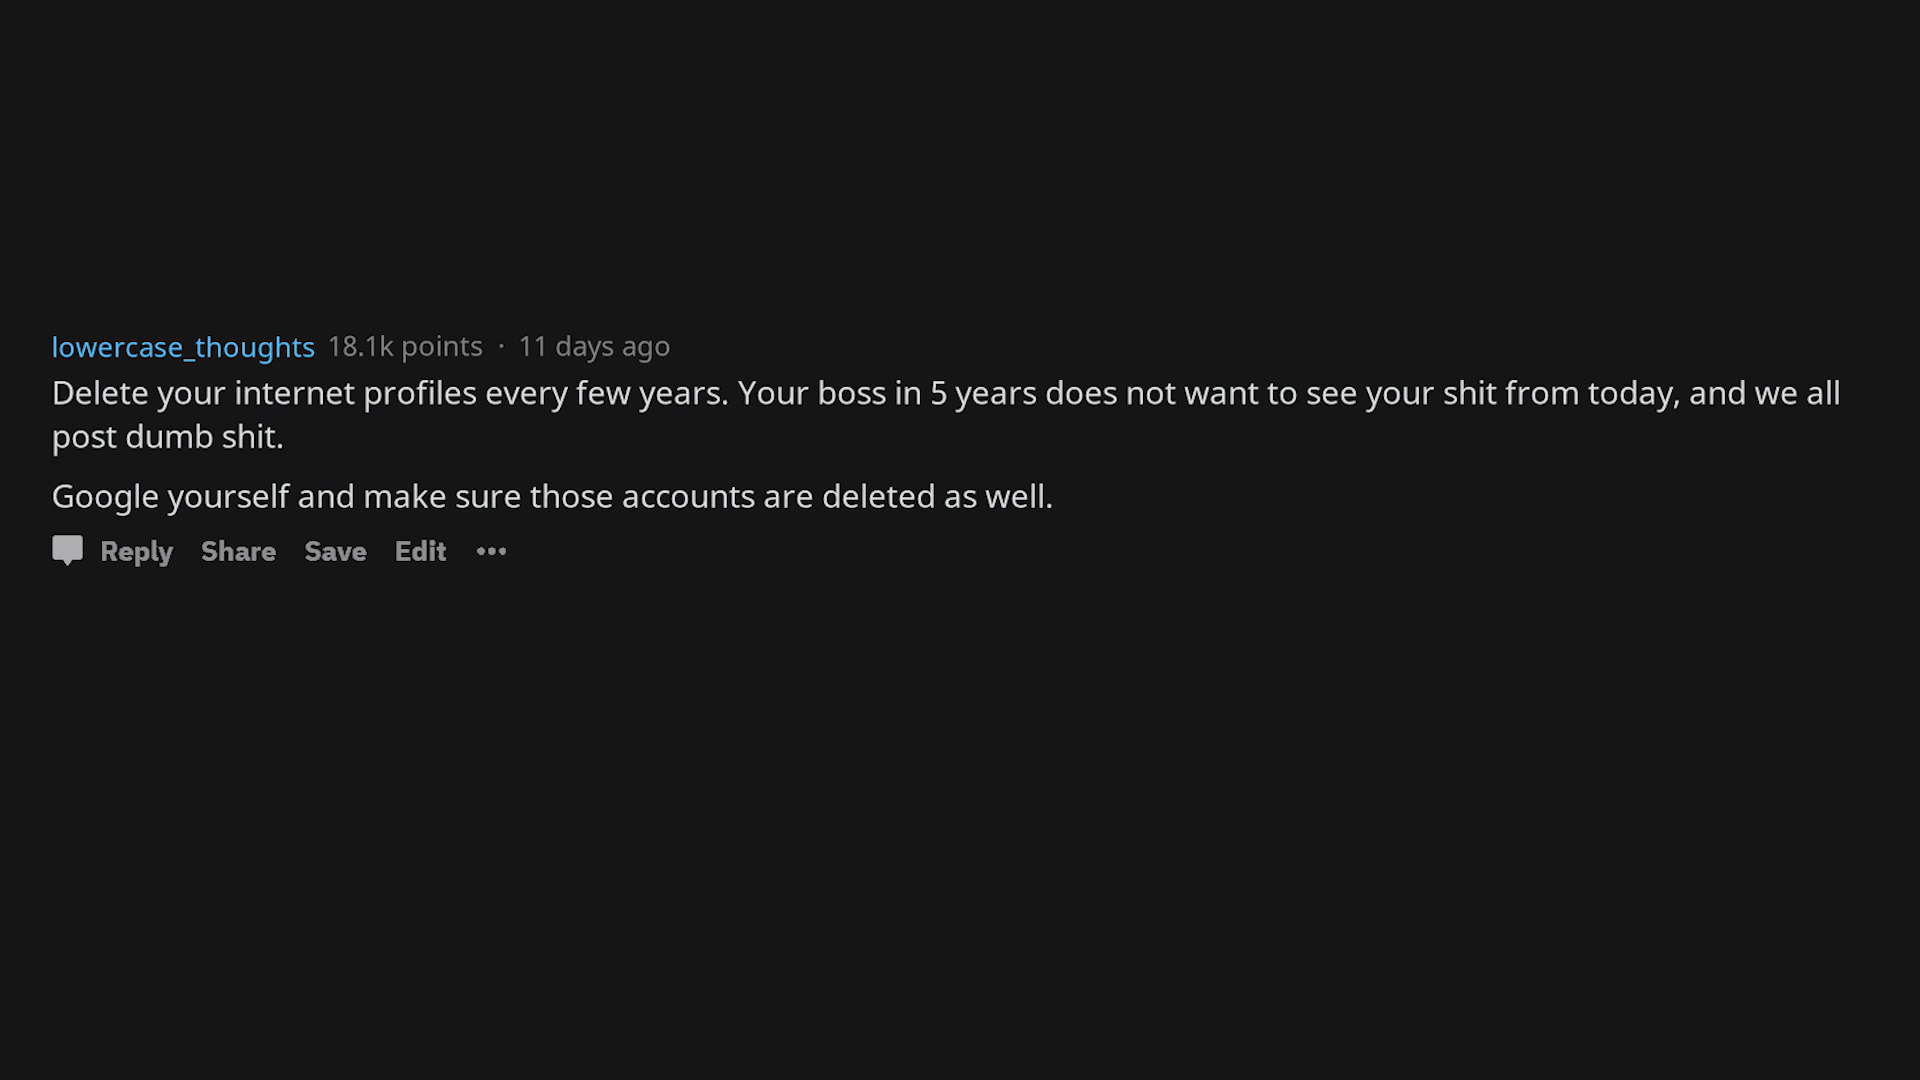 lowercase_thoughts 18.1k points · 11 days ago
Delete your internet profiles every few years. Your boss in 5 years does not want to see your shit from today, and we all
post dumb shit.
Google yourself and make sure those accounts are deleted as well.
Reply Share Save Edit •••